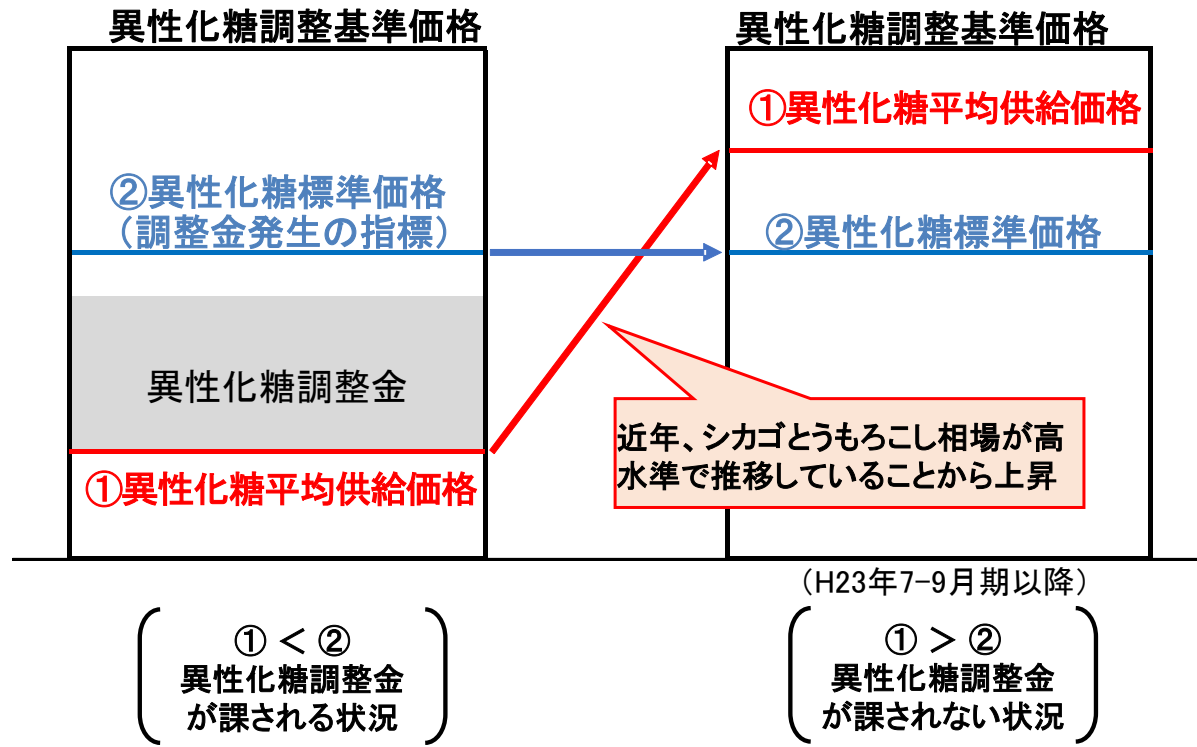 異性化糖調整基準価格
②異性化糖標準価格
（調整金発生の指標）
異性化糖調整金
①異性化糖平均供給価格
異性化糖調整基準価格
①異性化糖平均供給価格
②異性化糖標準価格
近年、シカゴとうもろこし相場が高
水準で推移していることから上昇
（H23年7-9月期以降）
① < ②
異性化糖調整金
が課される状況
① > ②
異性化糖調整金
が課されない状況